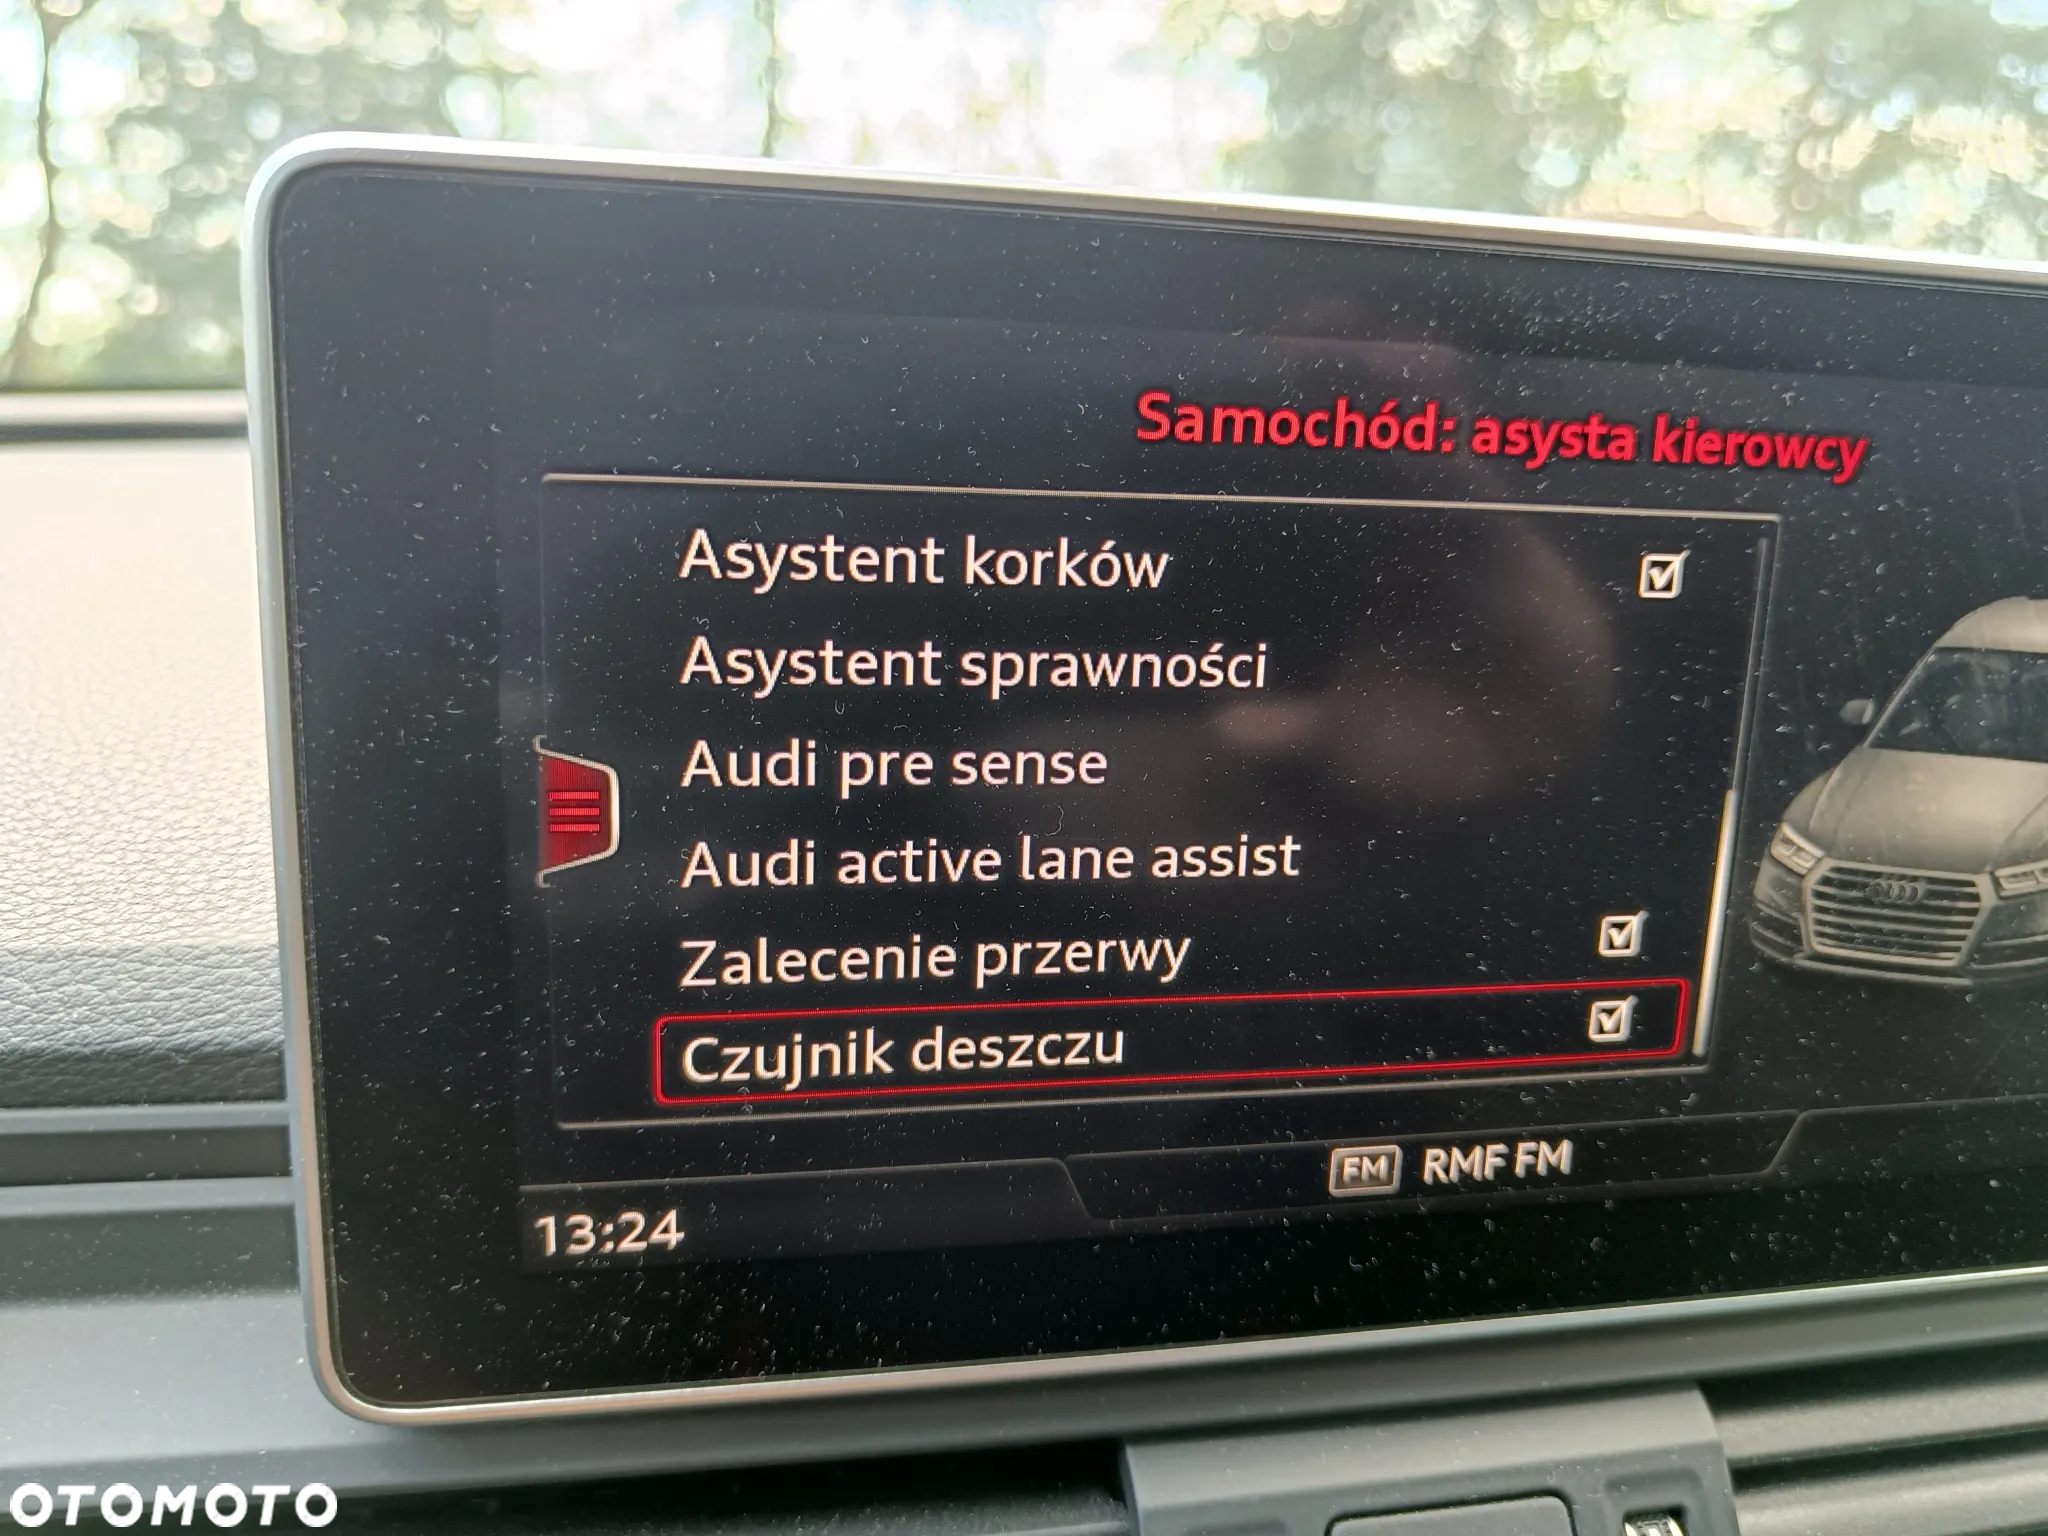 Samochód: asysta kierowcy
Asystent korków
Asystent sprawności
Audi pre sense
Audi active lane assist
Zalecenie przerwy
Czujnik deszczu
FM RMF FM
13:24
OTOMOTO